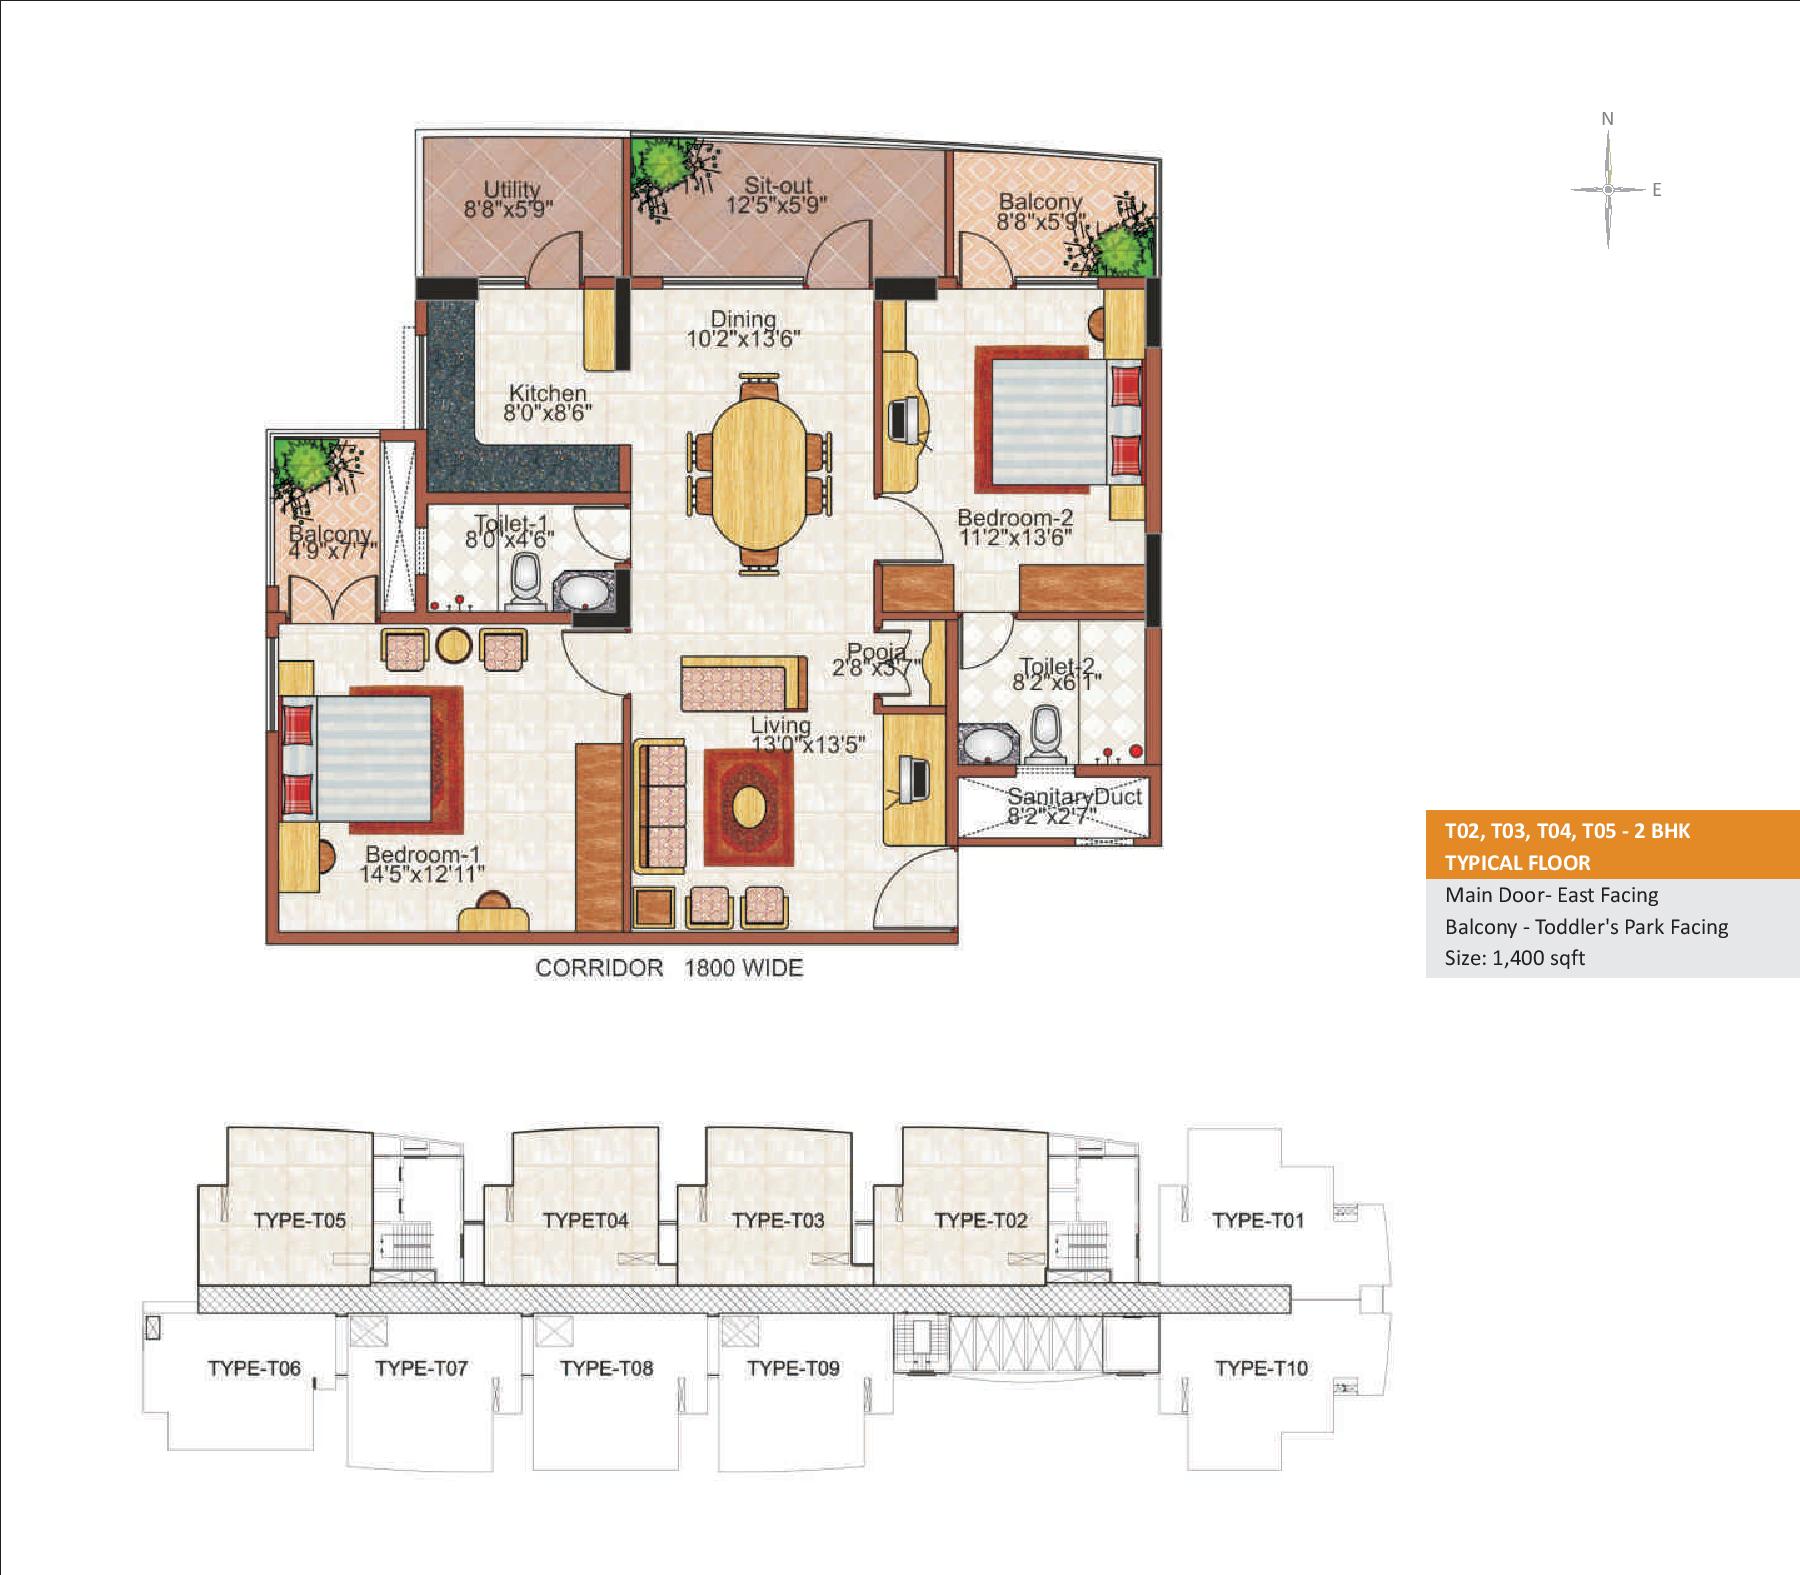 N
E
Utility
8'8"x5'9"
Sit-out
12'5"x5'9"
Balcony
8'8"x5'9"
Dining
10'2"x13'6"
Kitchen
8'0"x8'6"
Balcony
4'9"x7'7"
Toilet-1
8'0"x4'6"
Bedroom-2
11'2"x13'6"
Pooja
2'8"x3'7"
Toilet-2
8'2"x6'1"
Living
13'0"x13'5"
Sanitary Duct
8'2"x2'7"
Bedroom-1
14'5"x12'11"
CORRIDOR 1800 WIDE
T02, T03, T04, T05 - 2 BHK
TYPICAL FLOOR
Main Door- East Facing
Balcony - Toddler's Park Facing
Size: 1,400 sqft
TYPE-T05
TYPET04
TYPE-T03
TYPE-T02
TYPE-T01
TYPE-T06
TYPE-T07
TYPE-T08
TYPE-T09
TYPE-T10